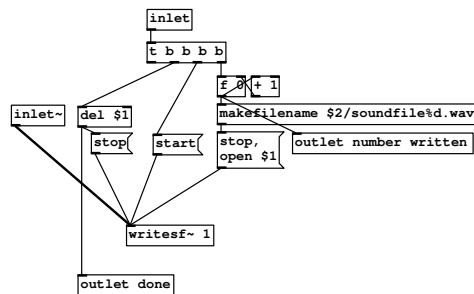 inlet
t b b b b
f 0
+ 1
inlet~
del $1
makefilename $2/soundfile%d.wav
stop
start
stop,
open $1
outlet number written
writesf~ 1
outlet done